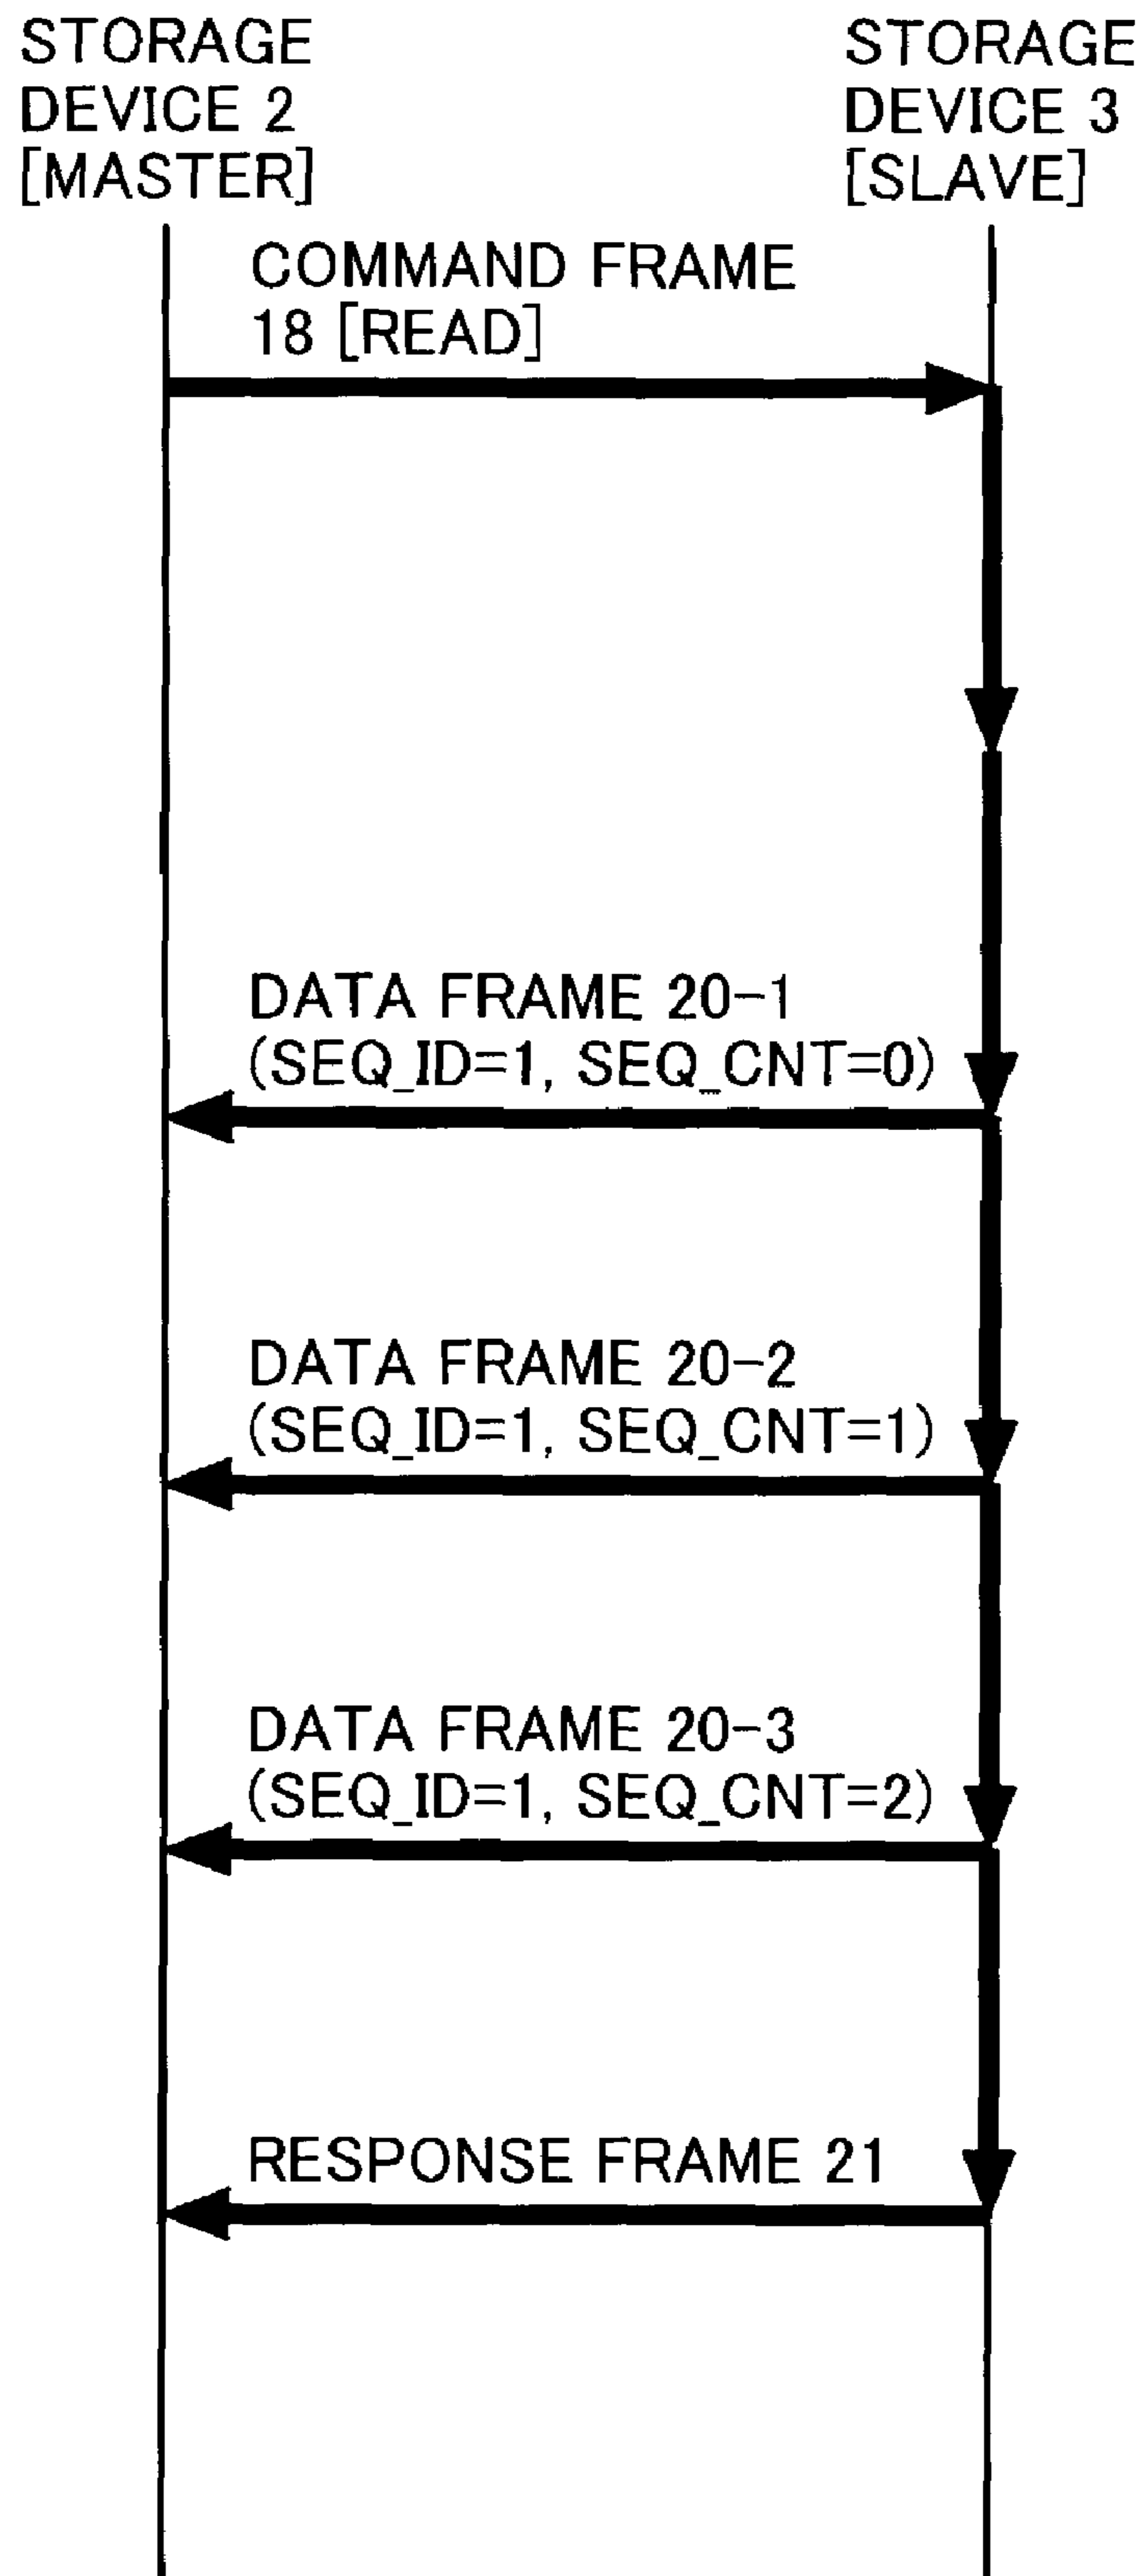 STORAGE
DEVICE 2
[MASTER]
STORAGE
DEVICE 3
[SLAVE]
COMMAND FRAME
18 [READ]
DATA FRAME 20-1
(SEQ_ID=1, SEQ_CNT=0)
DATA FRAME 20-2
(SEQ_ID=1, SEQ_CNT=1)
DATA FRAME 20-3
(SEQ_ID=1, SEQ_CNT=2)
RESPONSE FRAME 21